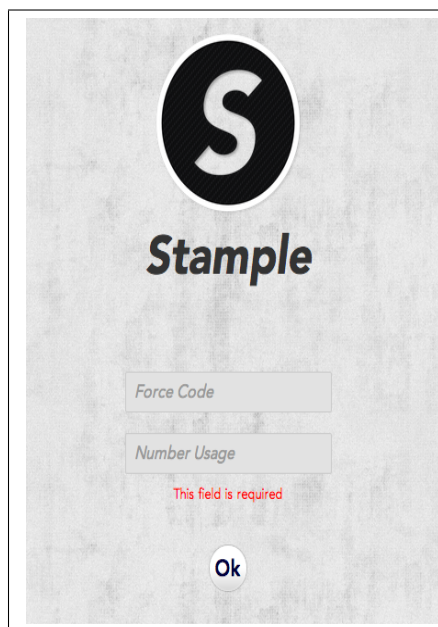 S
Stample
Force Code
Number Usage
This field is required
Ok